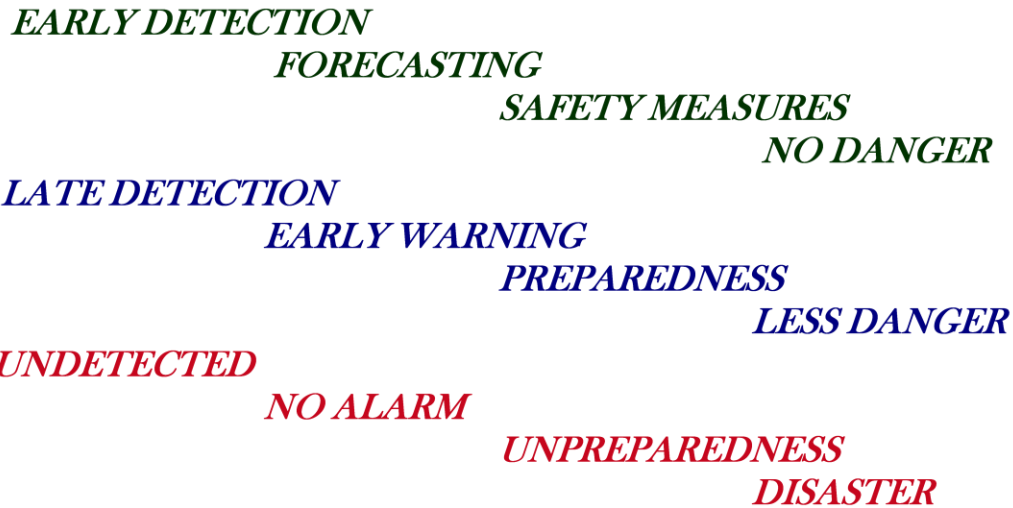 EARLY DETECTION
FORECASTING
SAFETY MEASURES
NO DANGER
LATE DETECTION
EARLY WARNING
PREPAREDNESS
LESS DANGER
UNDETECTED
NO ALARM
UNPREPAREDNESS
DISASTER